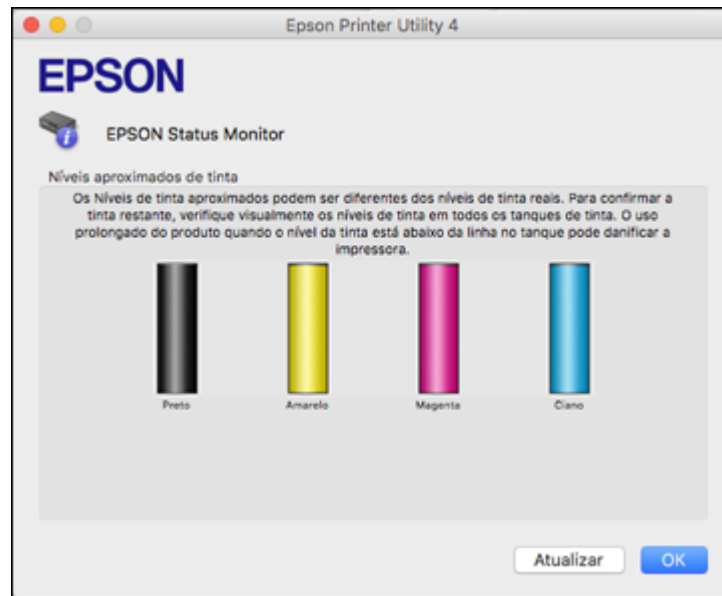 Epson Printer Utility 4
EPSON
EPSON Status Monitor
Níveis aproximados de tinta
Os Níveis de tinta aproximados podem ser diferentes dos níveis de tinta reais. Para confirmar a
tinta restante, verifique visualmente os níveis de tinta em todos os tanques de tinta. O uso
prolongado do produto quando o nível da tinta está abaixo da linha no tanque pode danificar a
impressora.
Preto Amarelo Magenta Ciano
Atualizar OK